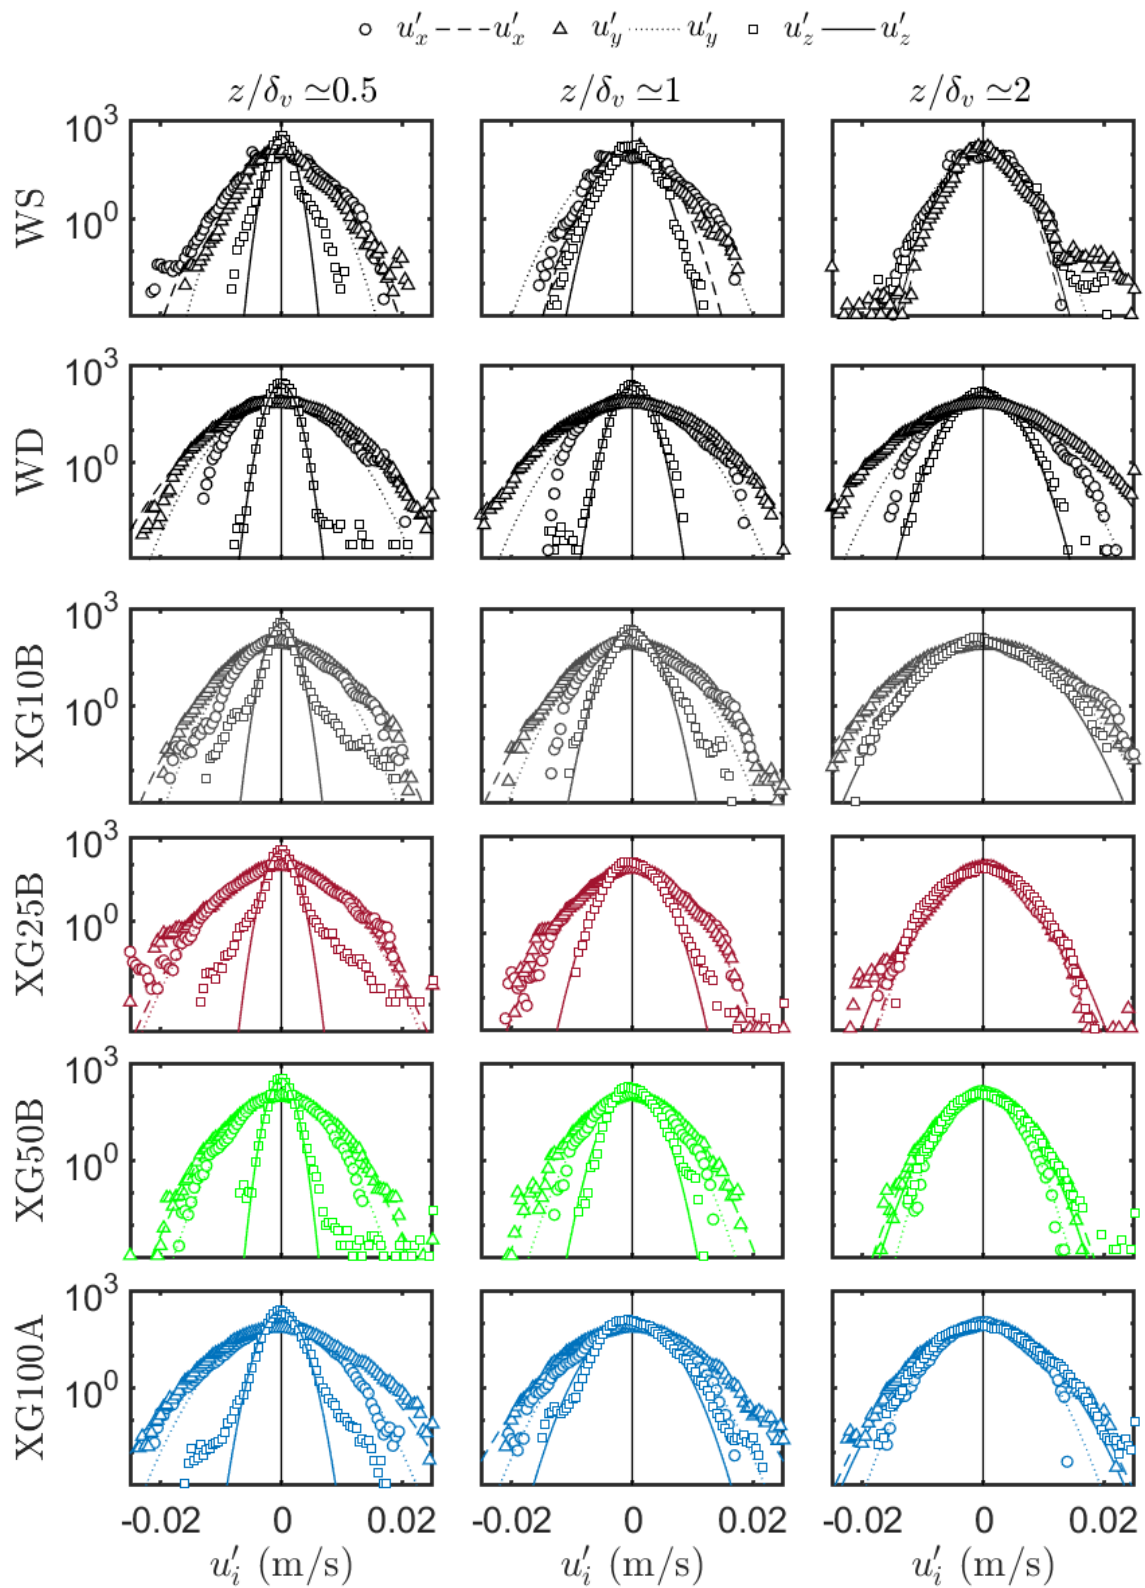 u′x u′x u′y u′y u′z u′z
z/δv ≃0.5 z/δv ≃1 z/δv ≃2
WS
10³
10⁰
WD
10³
10⁰
XG10B
10³
10⁰
XG25B
10³
10⁰
XG50B
10³
10⁰
XG100A
10³
10⁰
-0.02 0 0.02 -0.02 0 0.02 -0.02 0 0.02
u′i (m/s) u′i (m/s) u′i (m/s)